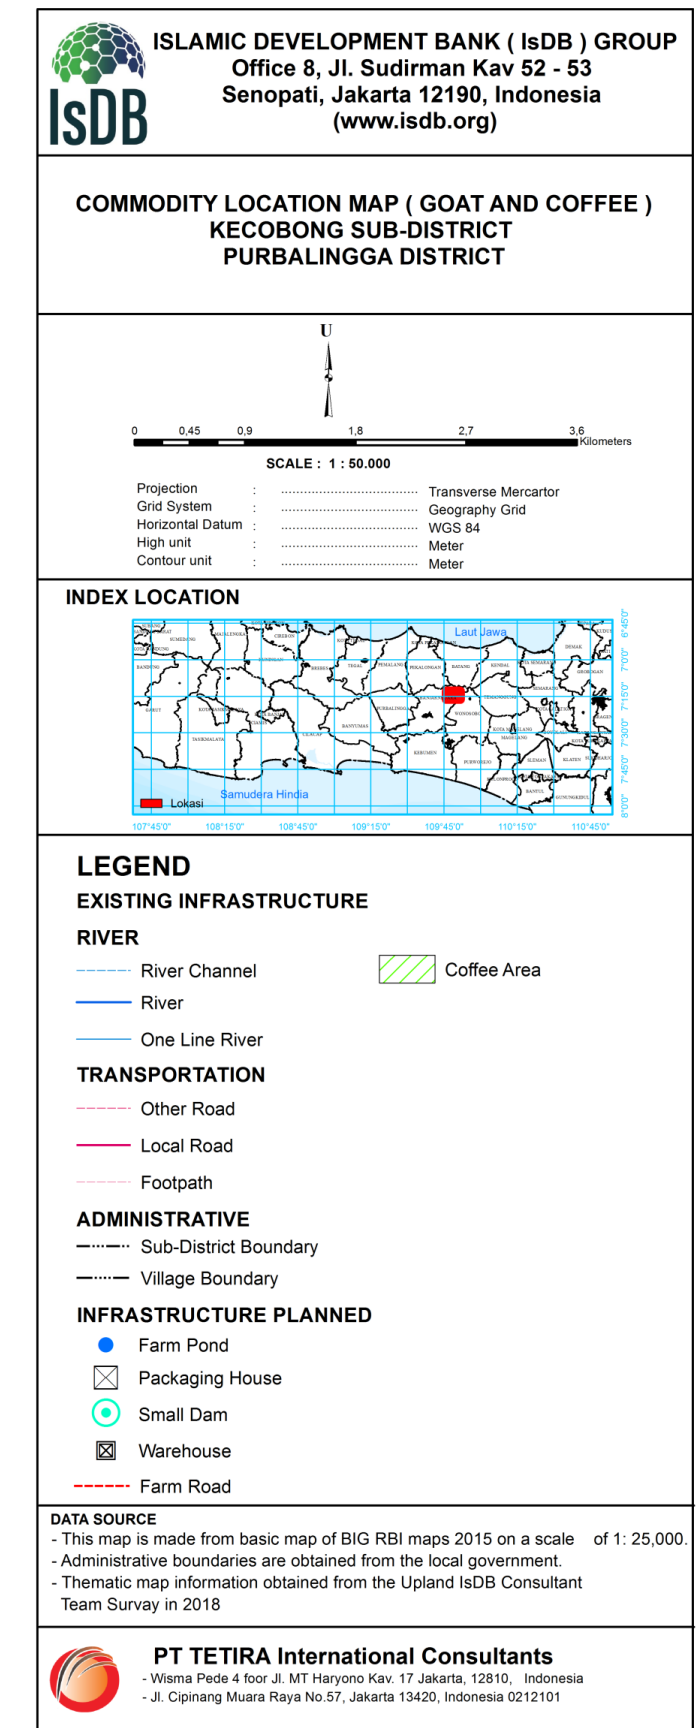 IsDB
ISLAMIC DEVELOPMENT BANK ( IsDB ) GROUP
Office 8, Jl. Sudirman Kav 52 - 53
Senopati, Jakarta 12190, Indonesia
(www.isdb.org)
COMMODITY LOCATION MAP ( GOAT AND COFFEE )
KECOBONG SUB-DISTRICT
PURBALINGGA DISTRICT
U
0 0,45 0,9 1,8 2,7 3,6
Kilometers
SCALE : 1 : 50.000
Projection : .................................... Transverse Mercartor
Grid System : .................................... Geography Grid
Horizontal Datum : .................................... WGS 84
High unit : .................................... Meter
Contour unit : .................................... Meter
INDEX LOCATION
Laut Jawa
SUMEDANG
MAJALENGKA
CIREBON
DEMAK
BANDUNG
BREBES
TEGAL
PEMALANG
PEKALONGAN
BATANG
KENDAL
SEMARANG
GARUT
PURBALINGGA
WONOSOBO
TASIKMALAYA
CILACAP
BANYUMAS
MAGELANG
KEBUMEN
PURWOREJO
SLEMAN
KLATEN
BANTUL
GUNUNGKIDUL
Samudera Hindia
Lokasi
6°45'0"
7°0'0"
7°15'0"
7°30'0"
7°45'0"
8°0'0"
107°45'0" 108°15'0" 108°45'0" 109°15'0" 109°45'0" 110°15'0" 110°45'0"
LEGEND
EXISTING INFRASTRUCTURE
RIVER
River Channel
Coffee Area
River
One Line River
TRANSPORTATION
Other Road
Local Road
Footpath
ADMINISTRATIVE
Sub-District Boundary
Village Boundary
INFRASTRUCTURE PLANNED
Farm Pond
Packaging House
Small Dam
Warehouse
Farm Road
DATA SOURCE
- This map is made from basic map of BIG RBI maps 2015 on a scale of 1: 25,000.
- Administrative boundaries are obtained from the local government.
- Thematic map information obtained from the Upland IsDB Consultant
Team Survay in 2018
PT TETIRA International Consultants
- Wisma Pede 4 foor Jl. MT Haryono Kav. 17 Jakarta, 12810, Indonesia
- Jl. Cipinang Muara Raya No.57, Jakarta 13420, Indonesia 0212101